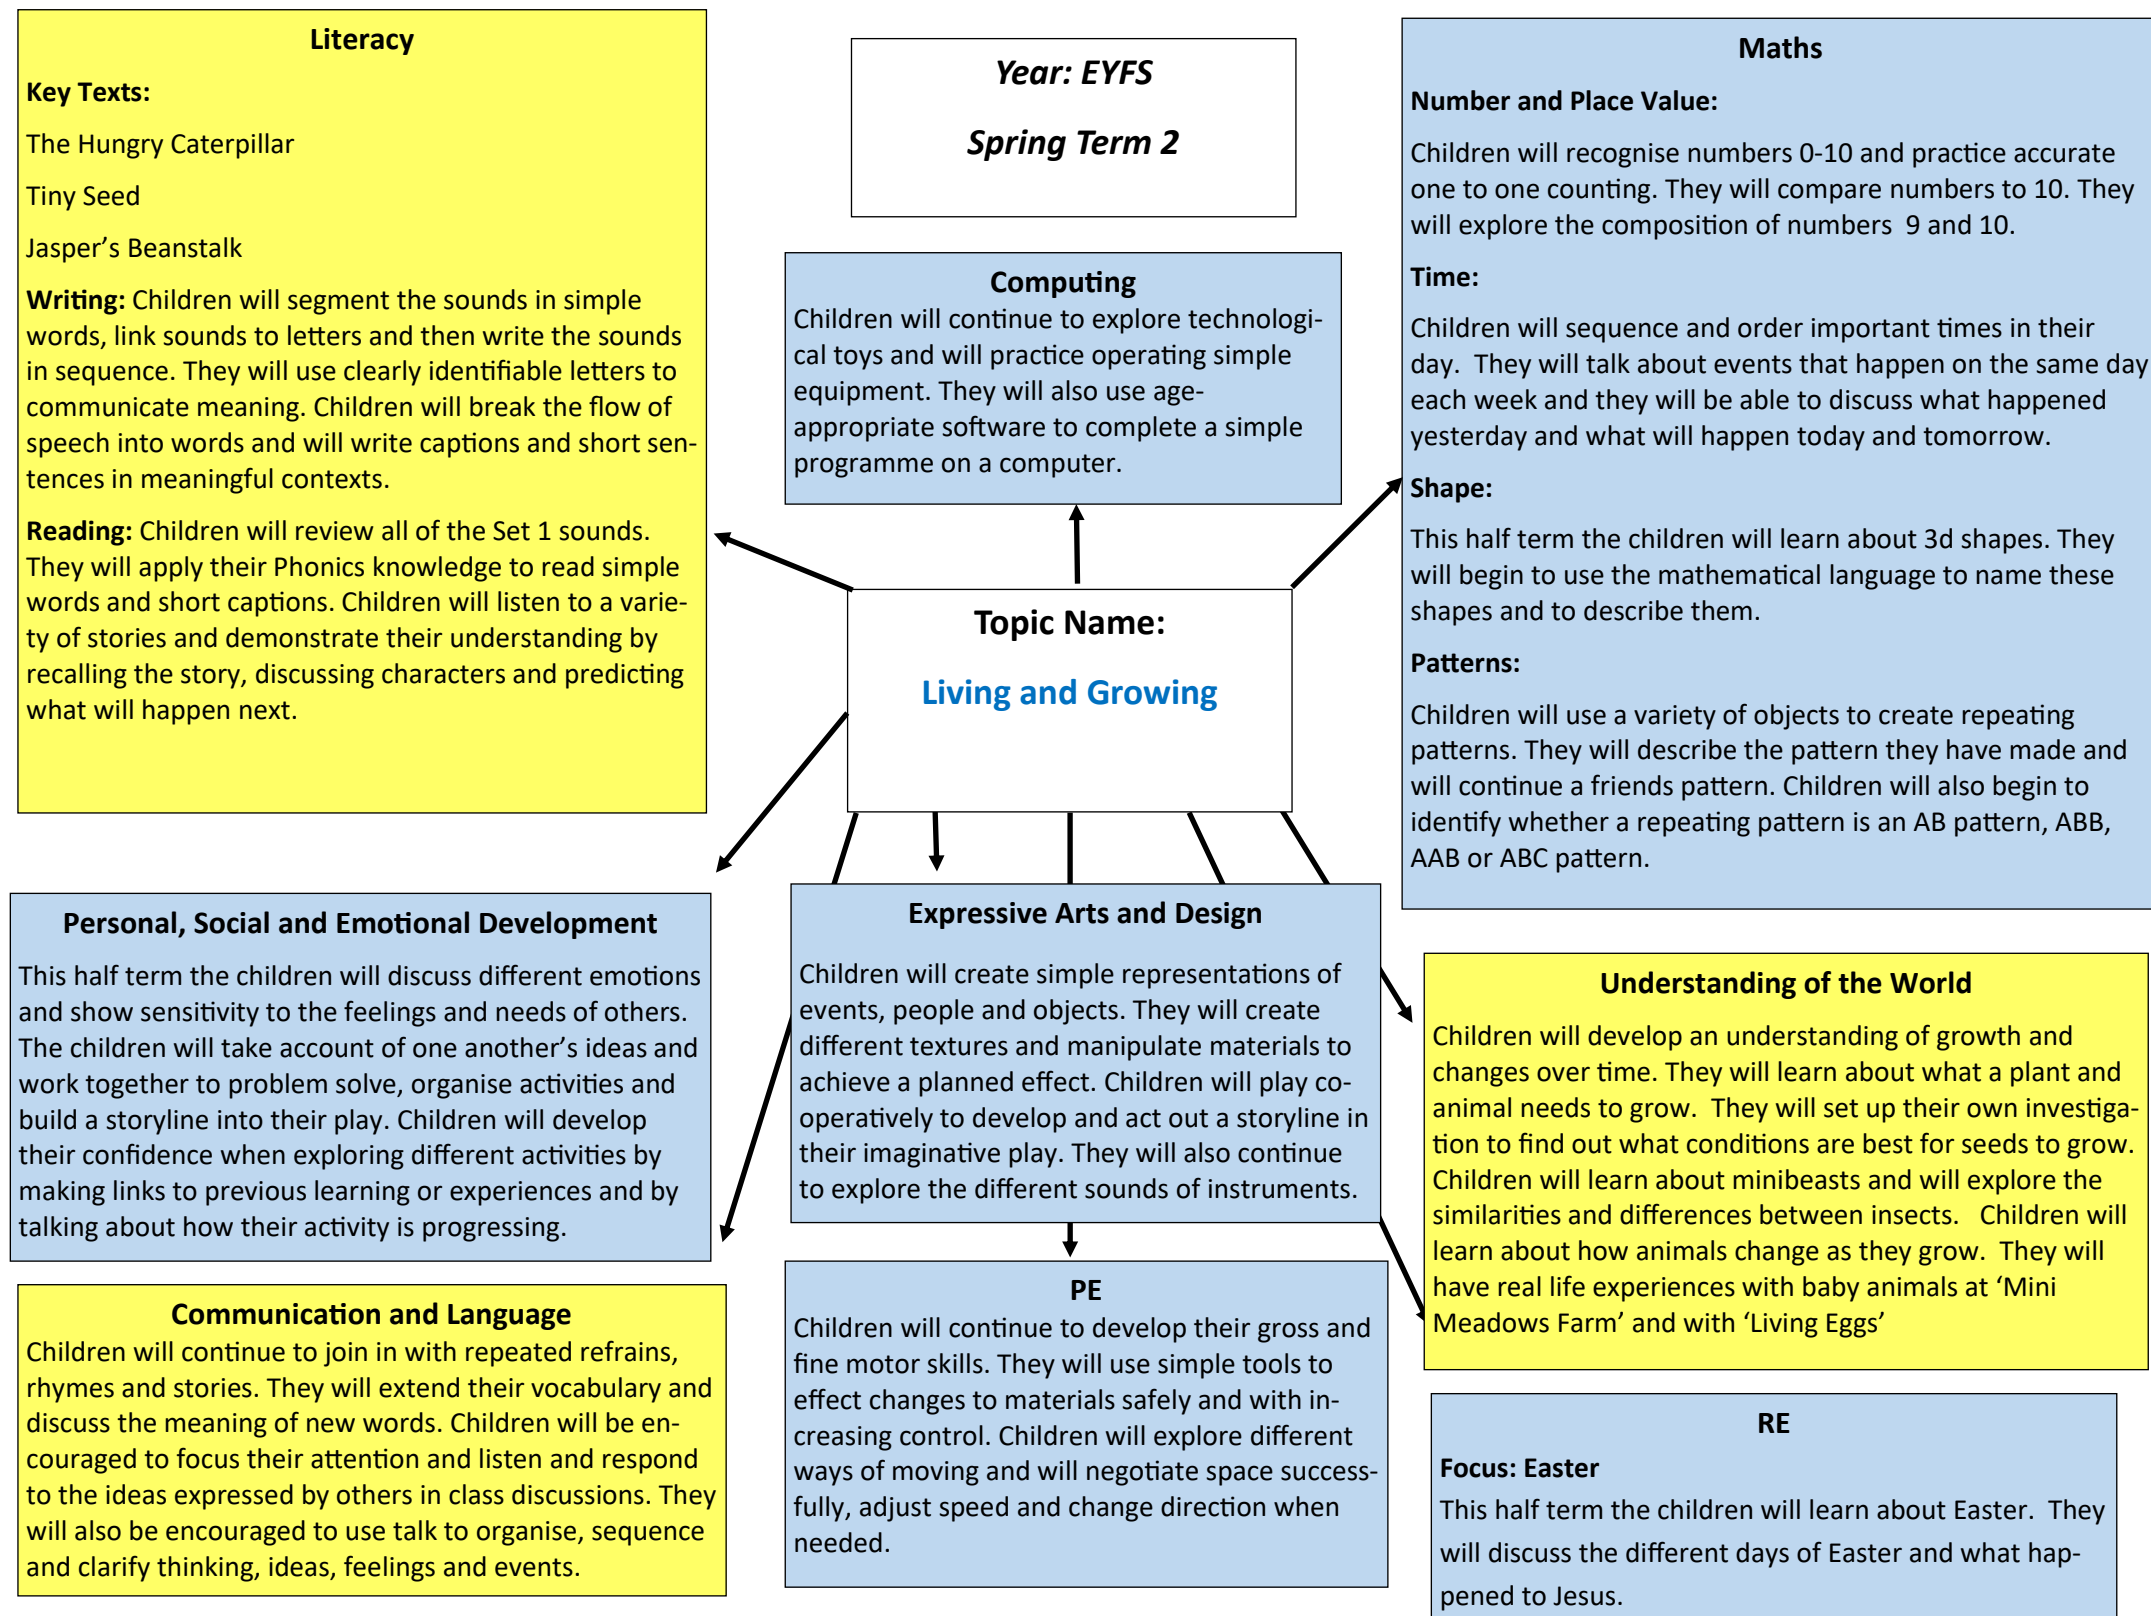 Literacy
Key Texts:
The Hungry Caterpillar
Tiny Seed
Jasper’s Beanstalk
Writing: Children will segment the sounds in simple
words, link sounds to letters and then write the sounds
in sequence. They will use clearly identifiable letters to
communicate meaning. Children will break the flow of
speech into words and will write captions and short sen-
tences in meaningful contexts.
Reading: Children will review all of the Set 1 sounds.
They will apply their Phonics knowledge to read simple
words and short captions. Children will listen to a varie-
ty of stories and demonstrate their understanding by
recalling the story, discussing characters and predicting
what will happen next.
Year: EYFS
Spring Term 2
Computing
Children will continue to explore technologi-
cal toys and will practice operating simple
equipment. They will also use age-
appropriate software to complete a simple
programme on a computer.
Maths
Number and Place Value:
Children will recognise numbers 0-10 and practice accurate
one to one counting. They will compare numbers to 10. They
will explore the composition of numbers  9 and 10.
Time:
Children will sequence and order important times in their
day.  They will talk about events that happen on the same day
each week and they will be able to discuss what happened
yesterday and what will happen today and tomorrow.
Shape:
This half term the children will learn about 3d shapes. They
will begin to use the mathematical language to name these
shapes and to describe them.
Patterns:
Children will use a variety of objects to create repeating
patterns. They will describe the pattern they have made and
will continue a friends pattern. Children will also begin to
identify whether a repeating pattern is an AB pattern, ABB,
AAB or ABC pattern.
Topic Name:
Living and Growing
Personal, Social and Emotional Development
This half term the children will discuss different emotions
and show sensitivity to the feelings and needs of others.
The children will take account of one another’s ideas and
work together to problem solve, organise activities and
build a storyline into their play. Children will develop
their confidence when exploring different activities by
making links to previous learning or experiences and by
talking about how their activity is progressing.
Expressive Arts and Design
Children will create simple representations of
events, people and objects. They will create
different textures and manipulate materials to
achieve a planned effect. Children will play co-
operatively to develop and act out a storyline in
their imaginative play. They will also continue
to explore the different sounds of instruments.
Understanding of the World
Children will develop an understanding of growth and
changes over time. They will learn about what a plant and
animal needs to grow.  They will set up their own investiga-
tion to find out what conditions are best for seeds to grow.
Children will learn about minibeasts and will explore the
similarities and differences between insects.   Children will
learn about how animals change as they grow.  They will
have real life experiences with baby animals at ‘Mini
Meadows Farm’ and with ‘Living Eggs’
Communication and Language
Children will continue to join in with repeated refrains,
rhymes and stories. They will extend their vocabulary and
discuss the meaning of new words. Children will be en-
couraged to focus their attention and listen and respond
to the ideas expressed by others in class discussions. They
will also be encouraged to use talk to organise, sequence
and clarify thinking, ideas, feelings and events.
PE
Children will continue to develop their gross and
fine motor skills. They will use simple tools to
effect changes to materials safely and with in-
creasing control. Children will explore different
ways of moving and will negotiate space success-
fully, adjust speed and change direction when
needed.
RE
Focus: Easter
This half term the children will learn about Easter.  They
will discuss the different days of Easter and what hap-
pened to Jesus.